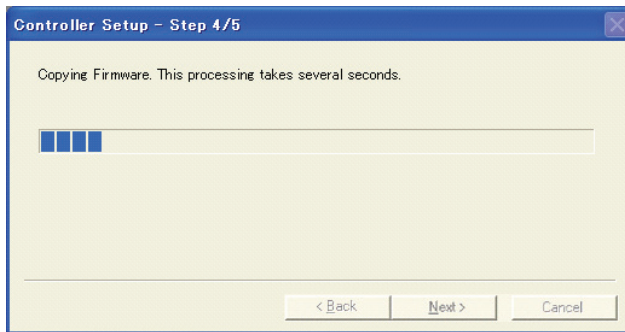 Controller Setup - Step 4/5
Copying Firmware. This processing takes several seconds.
< Back
Next >
Cancel